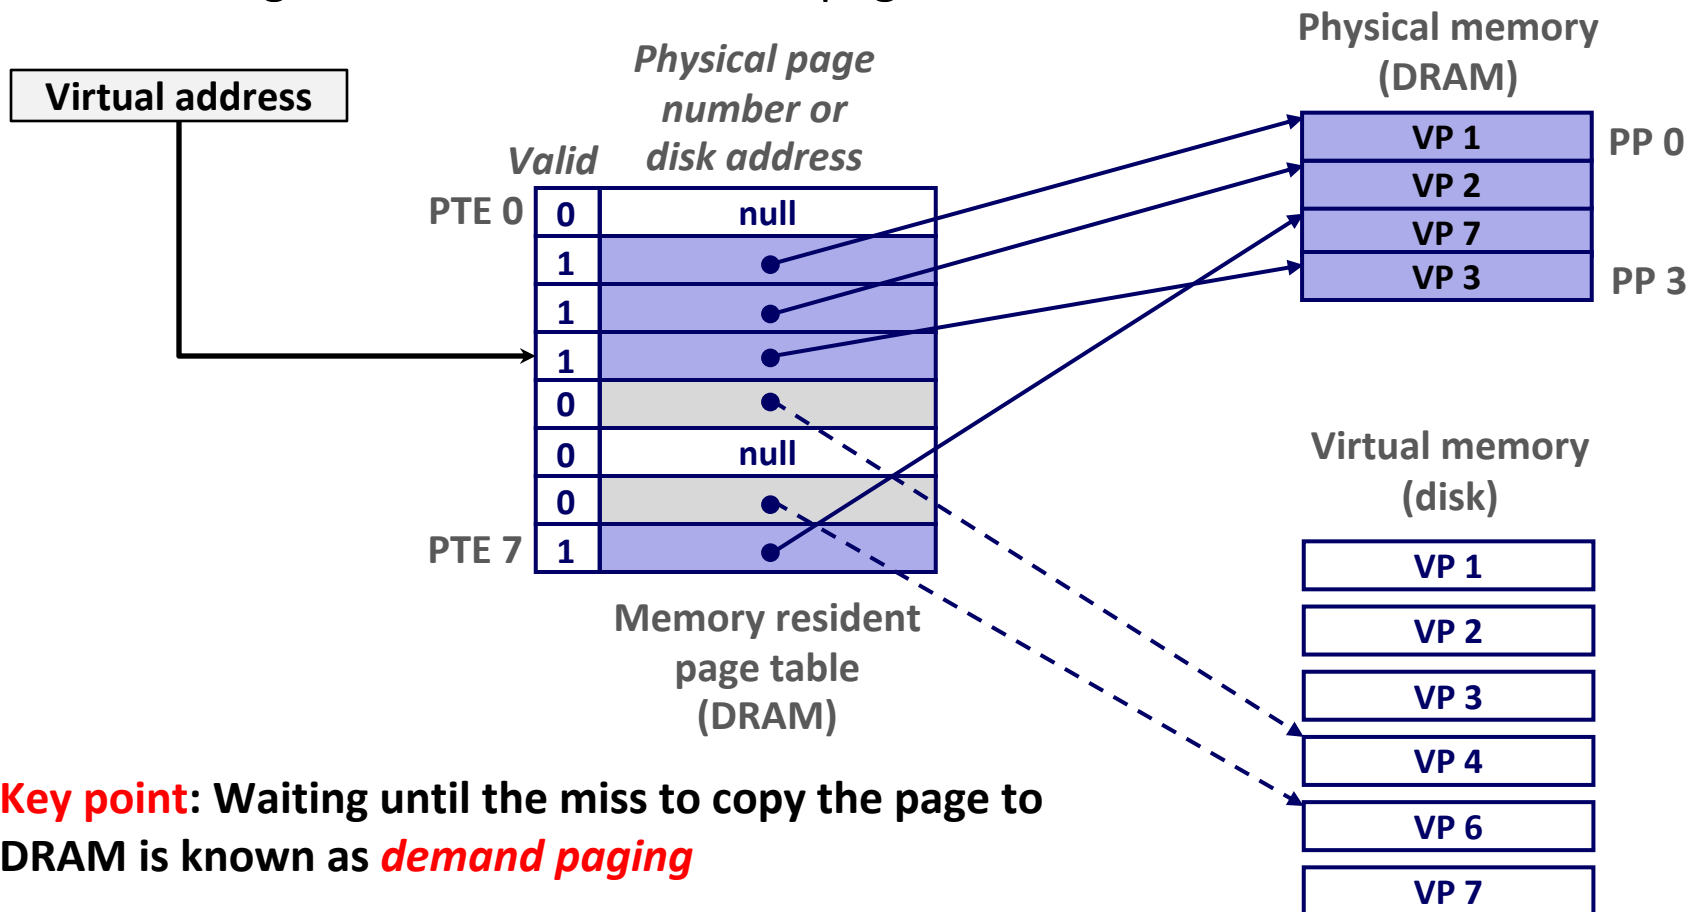 Virtual address
Physical page
number or
disk address
Valid
PTE 0
0 null
1
1
1
0
0 null
0
PTE 7
1
Memory resident
page table
(DRAM)
Physical memory
(DRAM)
VP 1
PP 0
VP 2
VP 7
VP 3
PP 3
Virtual memory
(disk)
VP 1
VP 2
VP 3
VP 4
VP 6
VP 7
Key point: Waiting until the miss to copy the page to
DRAM is known as demand paging